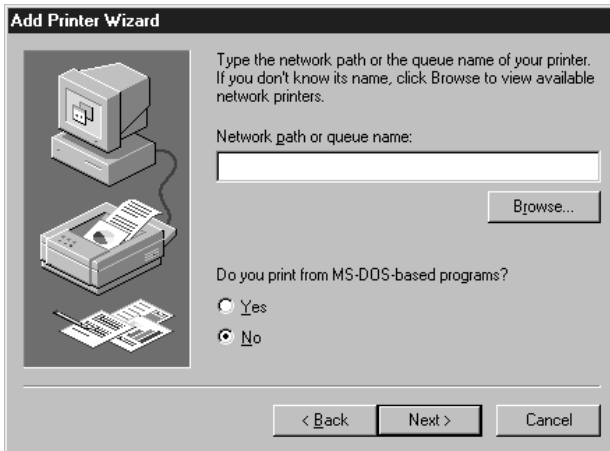 Add Printer Wizard
Type the network path or the queue name of your printer.
If you don't know its name, click Browse to view available
network printers.
Network path or queue name:
Browse...
Do you print from MS-DOS-based programs?
Yes
No
< Back
Next >
Cancel